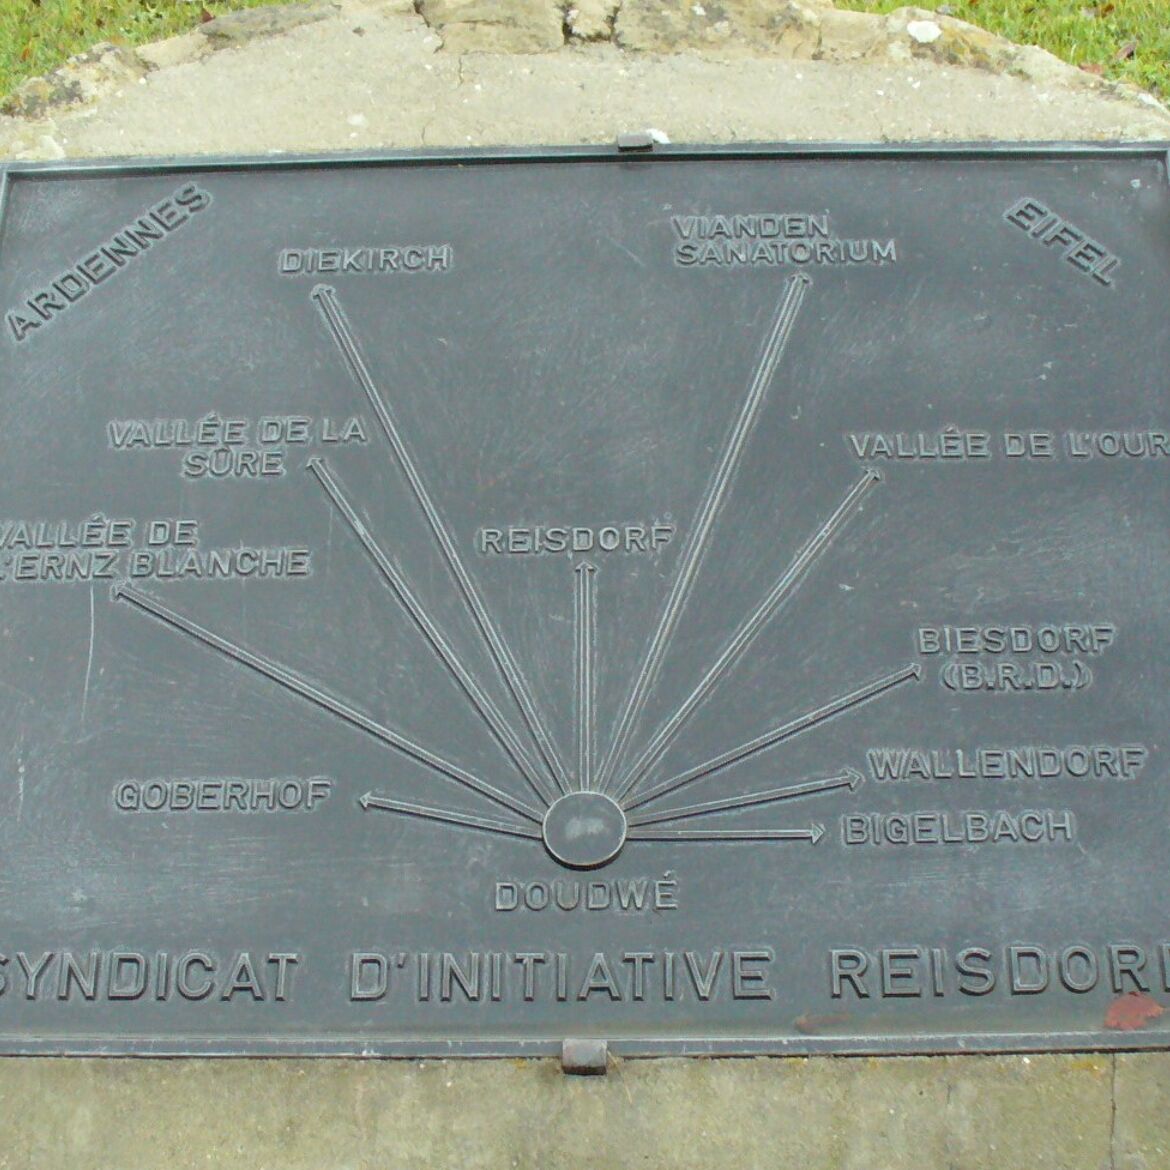 ARDENNES
EIFEL
DIEKIRCH
VIANDEN
SANATORIUM
VALLÉE DE LA
SÛRE
VALLÉE DE L'OUR
VALLÉE DE
L'ERNZ BLANCHE
REISDORF
BIESDORF
(B.R.D.)
WALLENDORF
GOBERHOF
BIGELBACH
DOUDWÉ
SYNDICAT D'INITIATIVE REISDORF